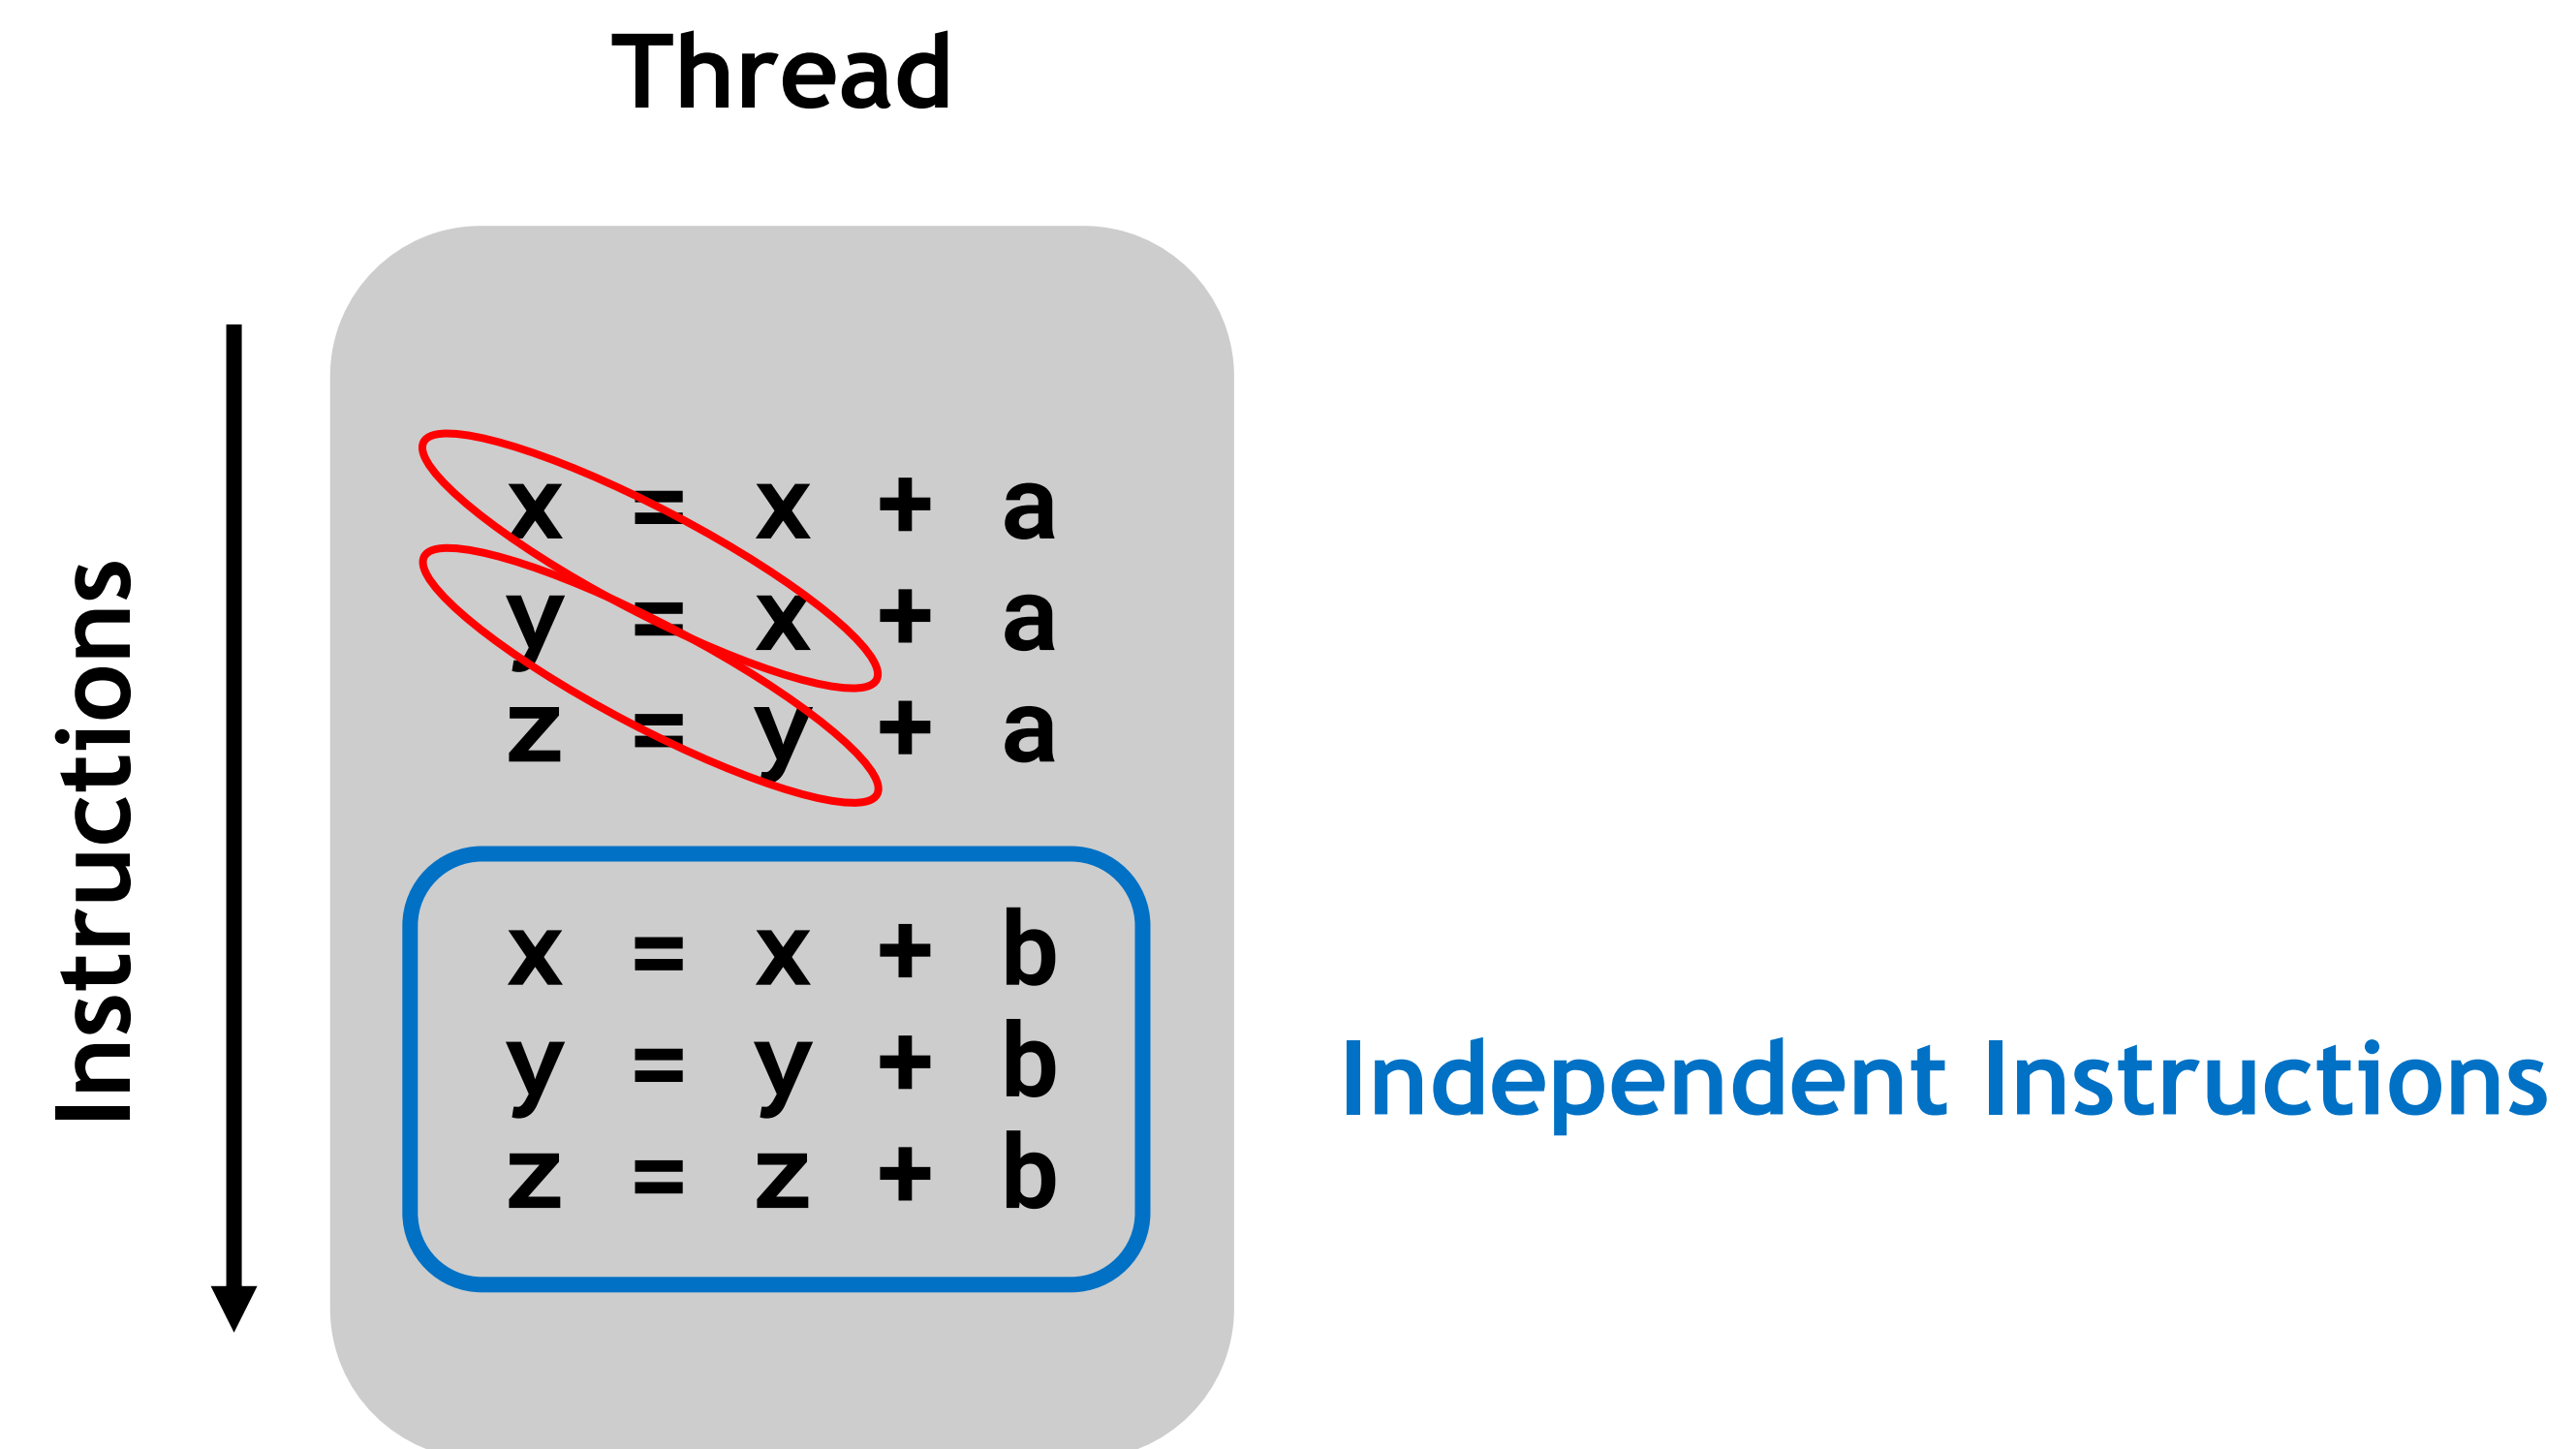 Thread
Instructions
x = x + a
y = x + a
z = y + a
x = x + b
y = y + b
z = z + b
Independent Instructions